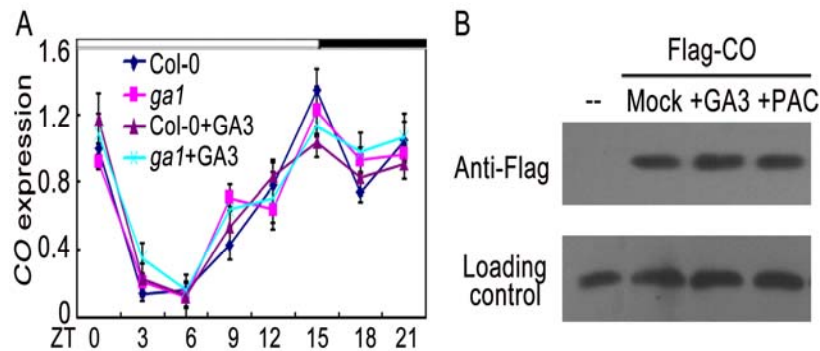 A
1.6
1.2
0.8
0.4
0
CO expression
Col-0
ga1
Col-0+GA3
ga1+GA3
ZT 0 3 6 9 12 15 18 21
B
Flag-CO
-- Mock +GA3 +PAC
Anti-Flag
Loading
control